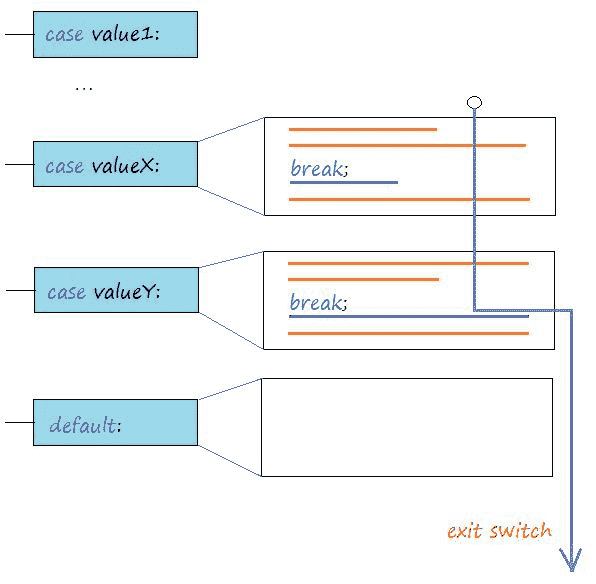 case value1:
...
case valueX:
break;
case valueY:
break;
default:
exit switch